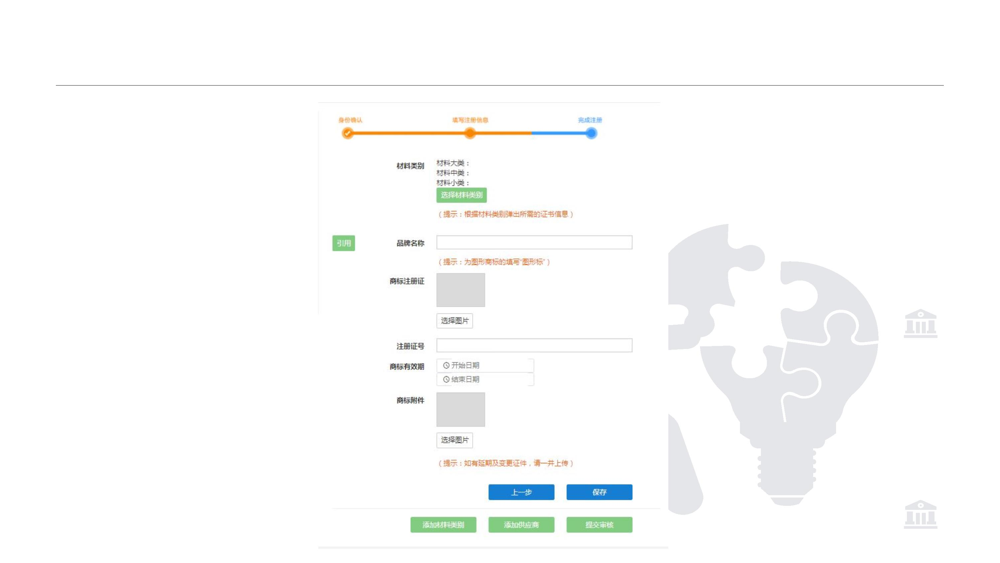 身份确认 填写注册信息 完成注册
材料类别
材料大类：
材料中类：
材料小类：
选择材料类别
（提示：根据材料类别弹出所需的证书信息）
引用 品牌名称
（提示：为图形商标的填写“图形标”）
商标注册证
选择图片
注册证号
商标有效期 开始日期
结束日期
商标附件
选择图片
（提示：如有延期及变更证件，请一并上传）
上一步 保存
添加材料类别 添加供应商 提交审核